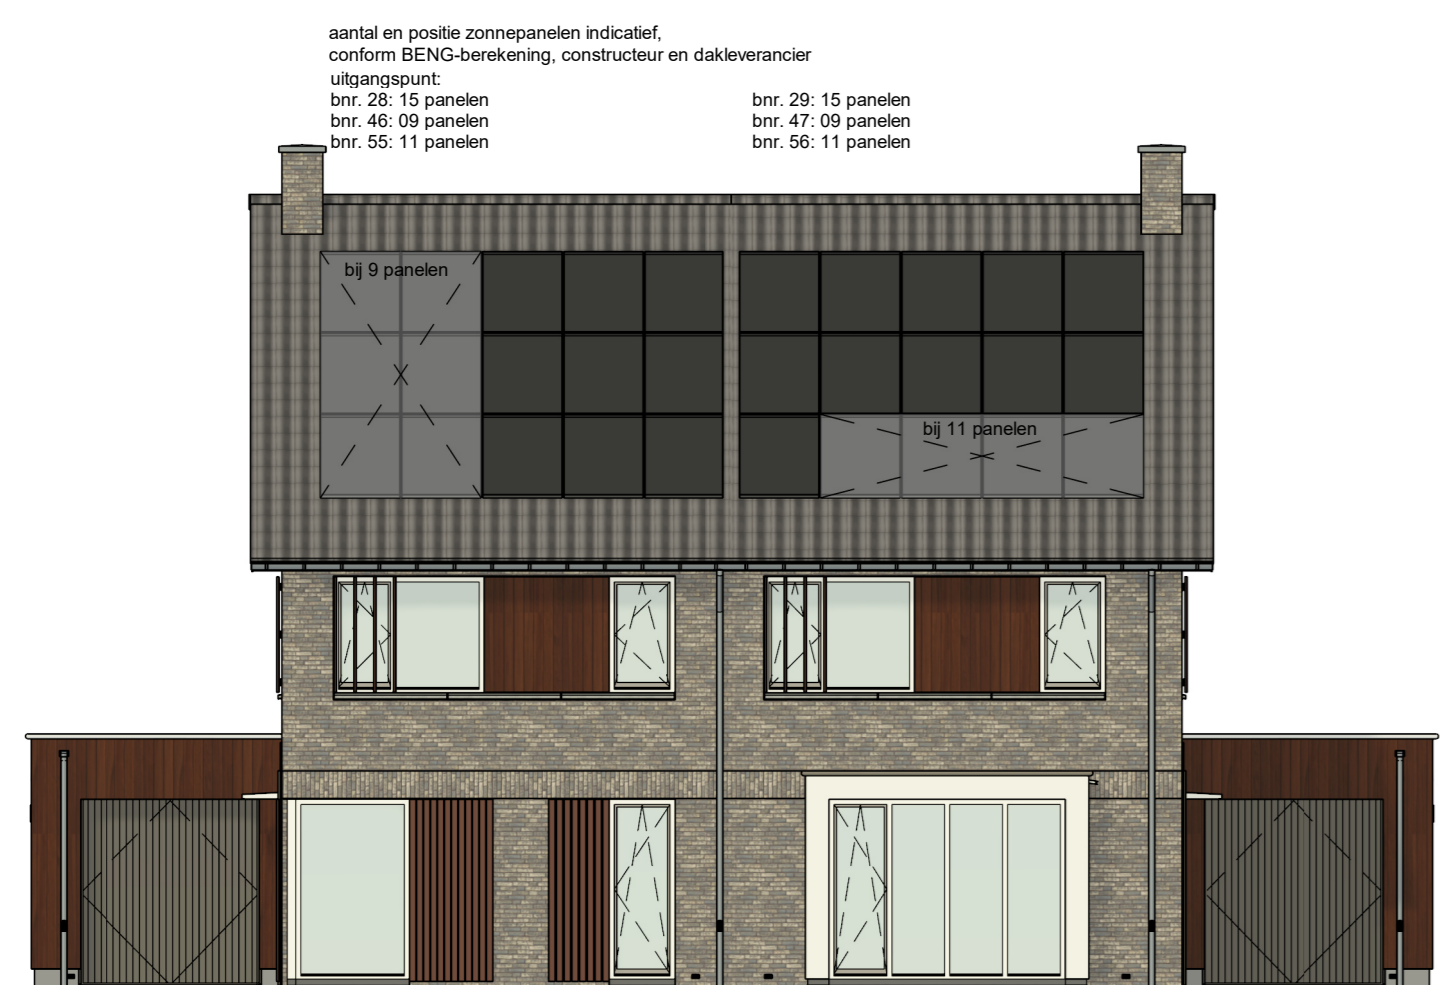 aantal en positie zonnepanelen indicatief,
conform BENG-berekening, constructeur en dakleverancier
uitgangspunt:
bnr. 28: 15 panelen
bnr. 46: 09 panelen
bnr. 55: 11 panelen
bnr. 29: 15 panelen
bnr. 47: 09 panelen
bnr. 56: 11 panelen
bij 9 panelen
bij 11 panelen